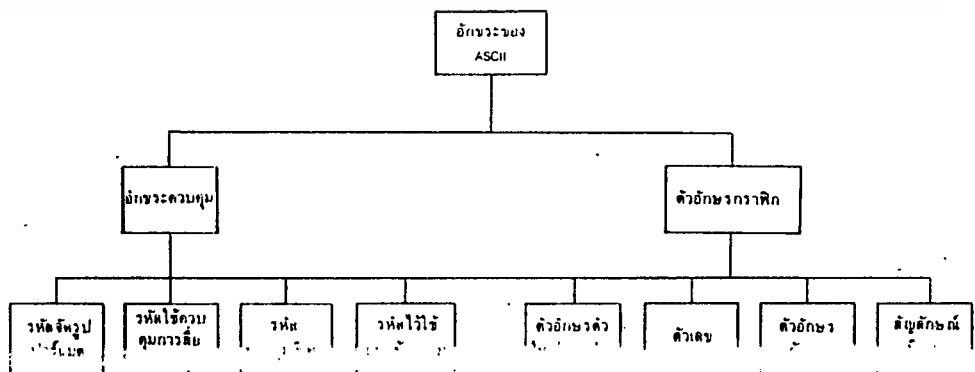 อักขระของ
ASCII
อักขระควบคุม
ตัวอักษรกราฟิก
รหัสจัดรูป
รหัสใช้ควบ
คุมการสื่อ
รหัส
รหัสไว้ใช้
ตัวอักษรตัว
ตัวเลข
ตัวอักษร
สัญลักษณ์